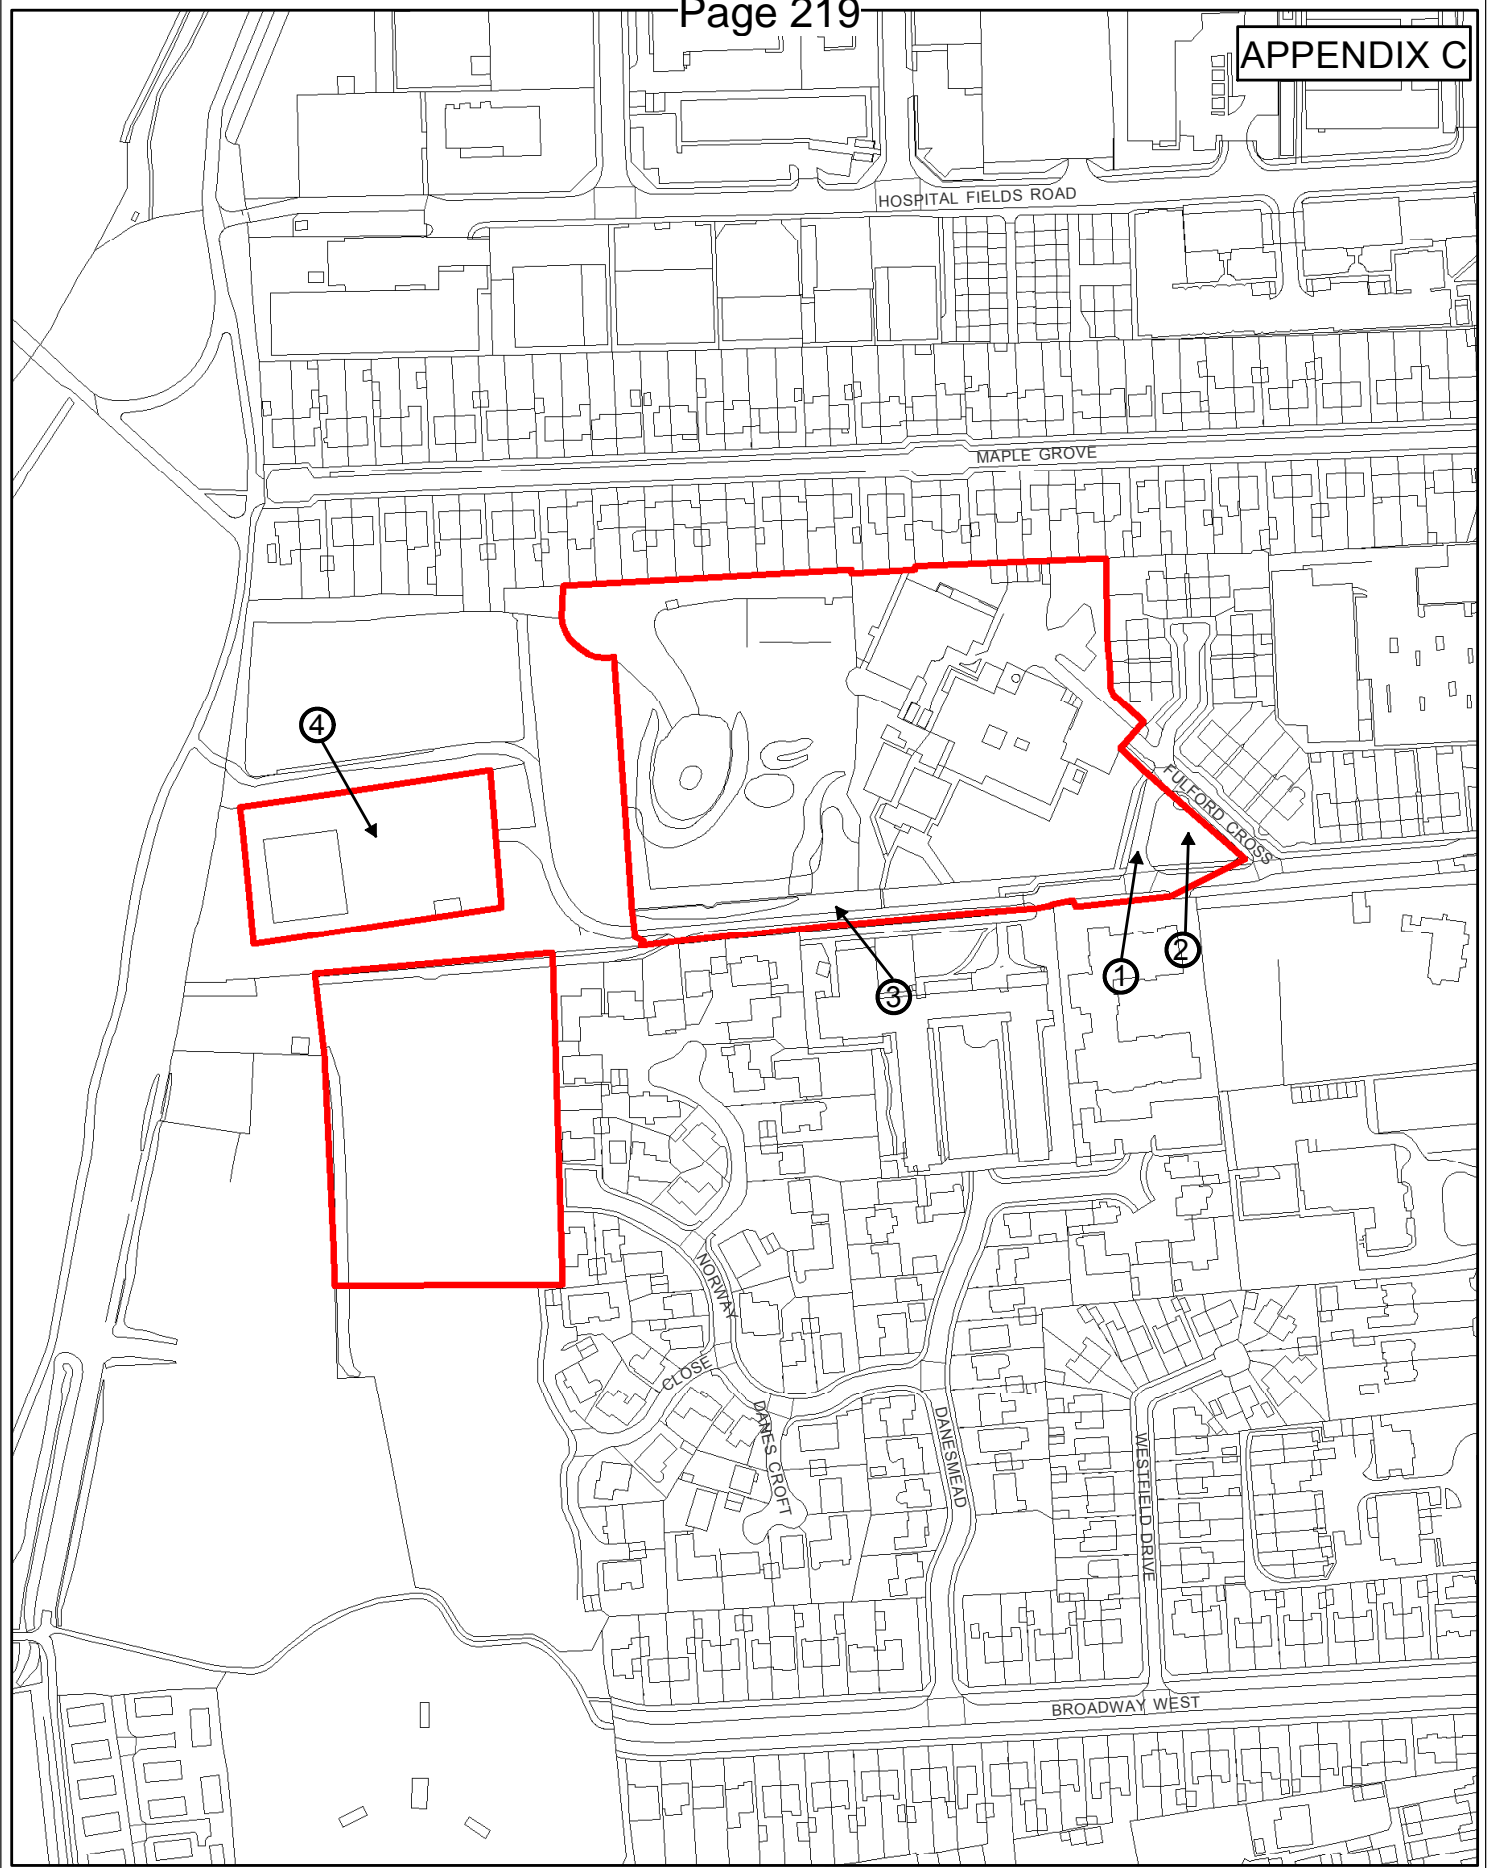 Page 219
APPENDIX C
HOSPITAL FIELDS ROAD
MAPLE GROVE
4
FULFORD CROSS
2
1
3
NORWAY
CLOSE
DANES CROFT
DANESMEAD
WESTFIELD DRIVE
BROADWAY WEST